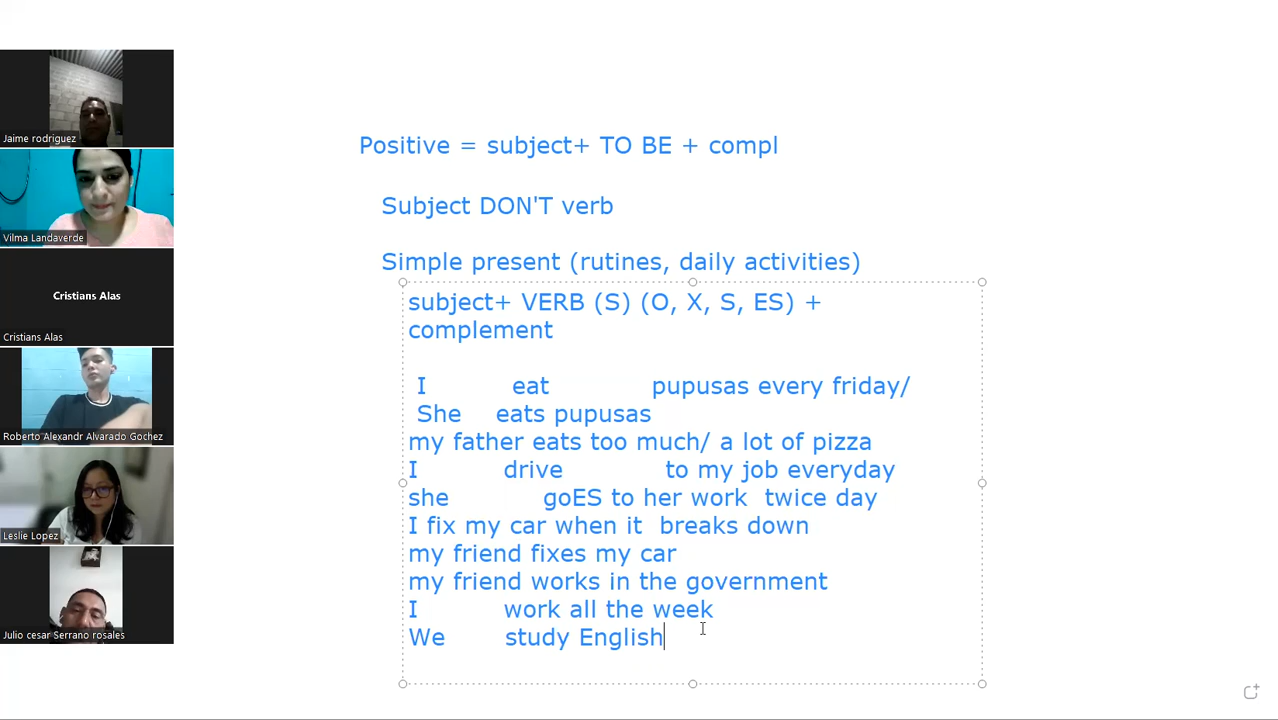 Jaime rodriguez
Vilma Landaverde
Cristians Alas
Cristians Alas
Roberto Alexandr Alvarado Gochez
Leslie Lopez
Julio cesar Serrano rosales
Positive = subject+ TO BE + compl
Subject DON'T verb
Simple present (rutines, daily activities)
subject+ VERB (S) (O, X, S, ES) +
complement
I eat pupusas every friday/
She eats pupusas
my father eats too much/ a lot of pizza
I drive to my job everyday
she goES to her work twice day
I fix my car when it breaks down
my friend fixes my car
my friend works in the government
I work all the week
We study English